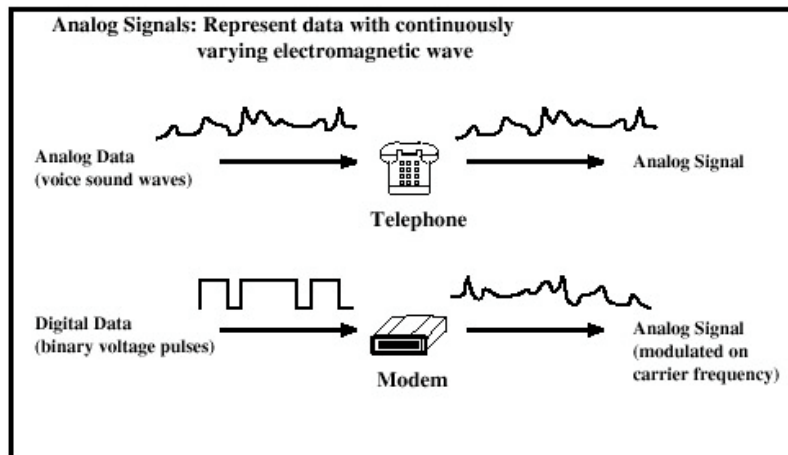 Analog Signals: Represent data with continuously
varying electromagnetic wave
Analog Data
(voice sound waves)
Telephone
Analog Signal
Digital Data
(binary voltage pulses)
Modem
Analog Signal
(modulated on
carrier frequency)